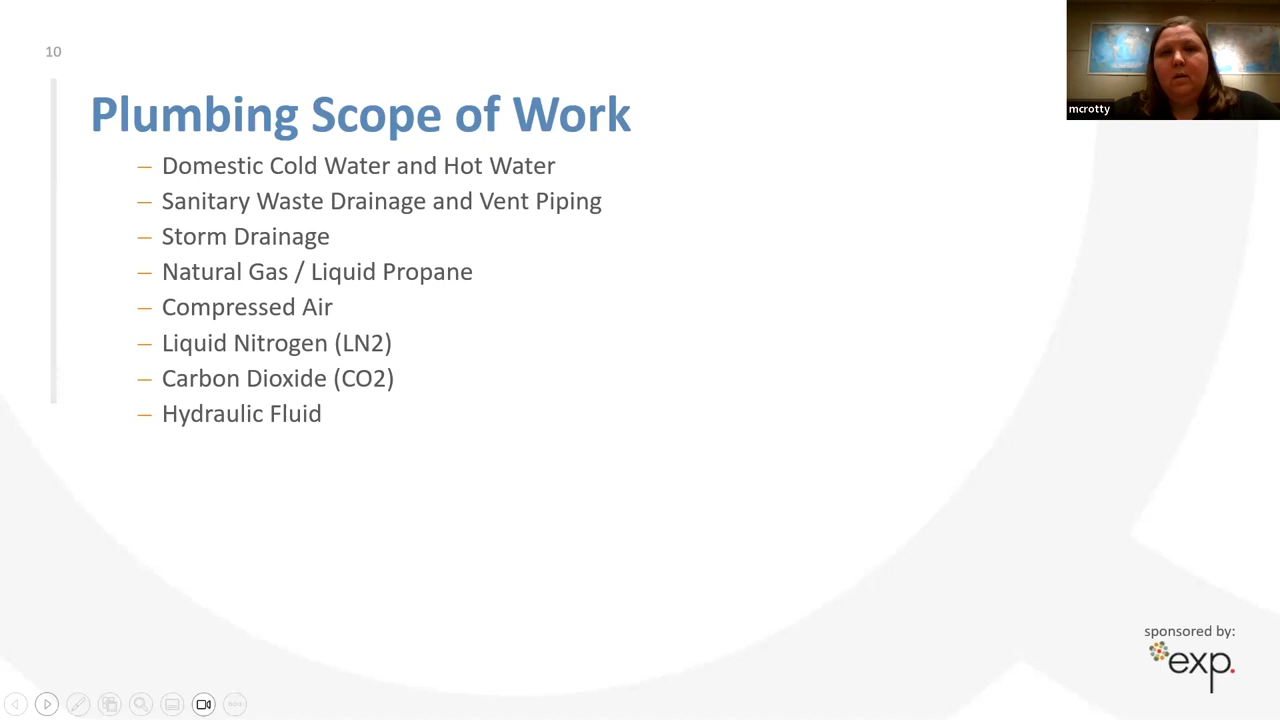 10
mcrotty
Plumbing Scope of Work
– Domestic Cold Water and Hot Water
– Sanitary Waste Drainage and Vent Piping
– Storm Drainage
– Natural Gas / Liquid Propane
– Compressed Air
– Liquid Nitrogen (LN2)
– Carbon Dioxide (CO2)
– Hydraulic Fluid
sponsored by:
exp.